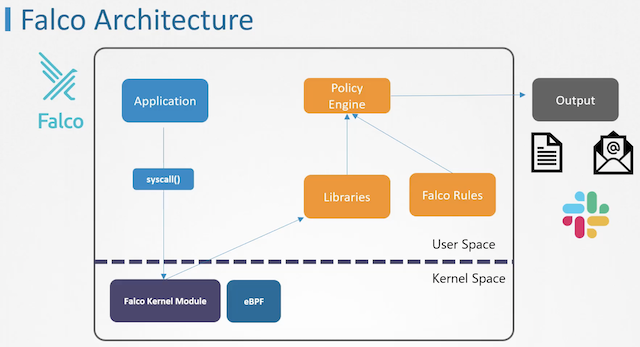 Falco Architecture
Falco
Application
syscall()
Policy
Engine
Output
Libraries
Falco Rules
User Space
Kernel Space
Falco Kernel Module
eBPF
@